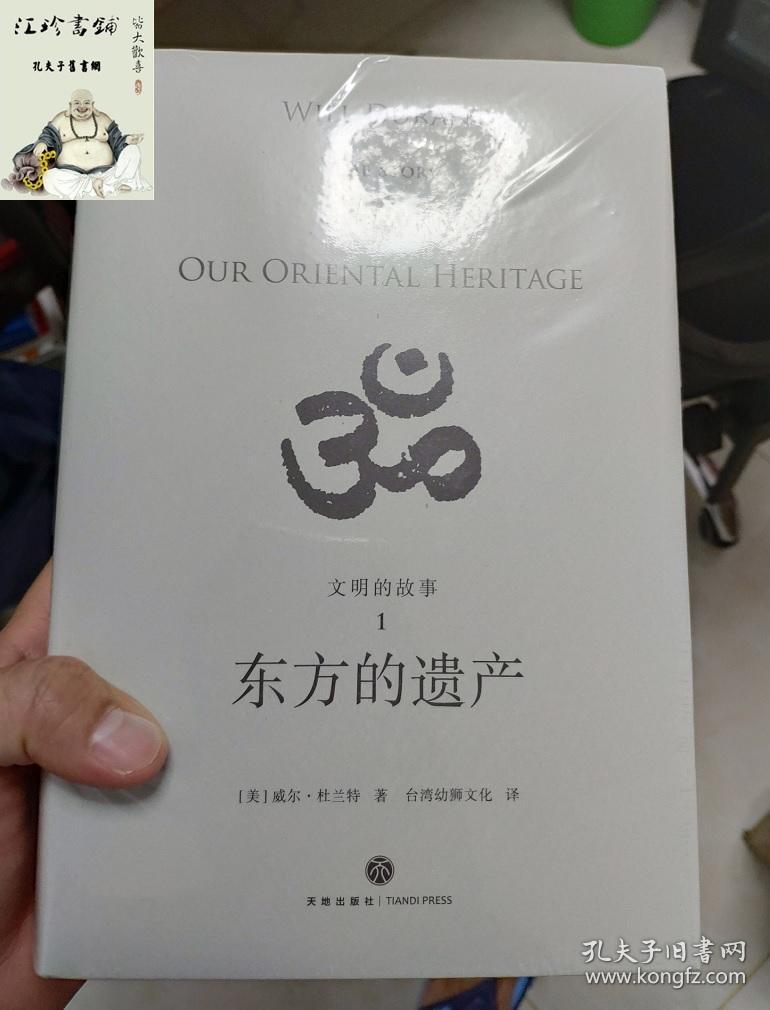 江珍書舖
皆大歡喜
孔夫子舊書網
WILL DURANT
OUR ORIENTAL HERITAGE
文明的故事
1
东方的遗产
[美]威尔·杜兰特 著 台湾幼狮文化 译
天地出版社 | TIANDI PRESS
孔夫子旧书网
www.kongfz.com